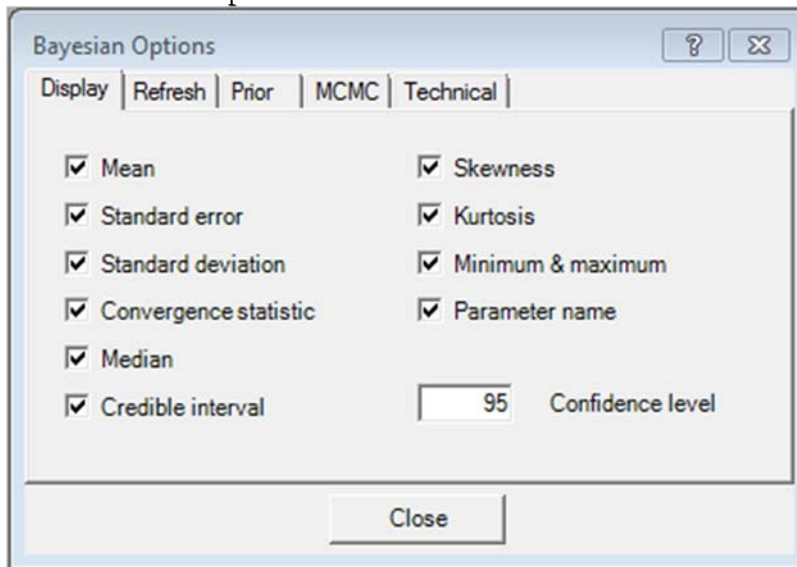 Bayesian Options
Display Refresh Prior MCMC Technical
Mean
Skewness
Standard error
Kurtosis
Standard deviation
Minimum & maximum
Convergence statistic
Parameter name
Median
Credible interval
95 Confidence level
Close